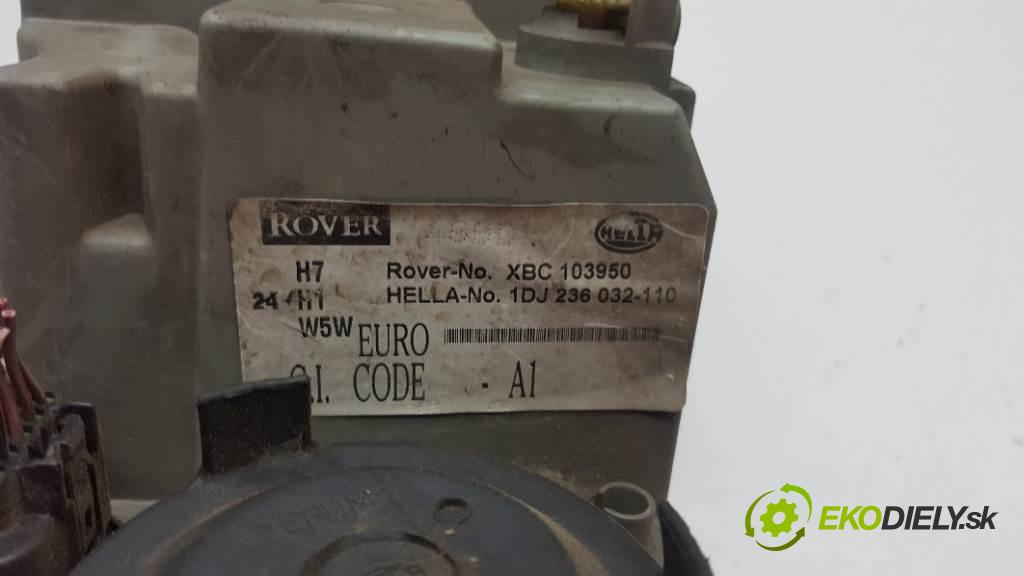 ROVER
HELLA
H7 Rover-No. XBC 103950
24 /H1 HELLA-No. 1DJ 236 032-110
W5W EURO
.I. CODE - A1
EKODIELY.sk